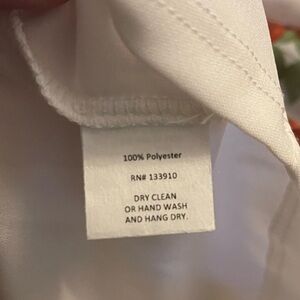 100% Polyester
RN# 133910
DRY CLEAN
OR HAND WASH
AND HANG DRY.